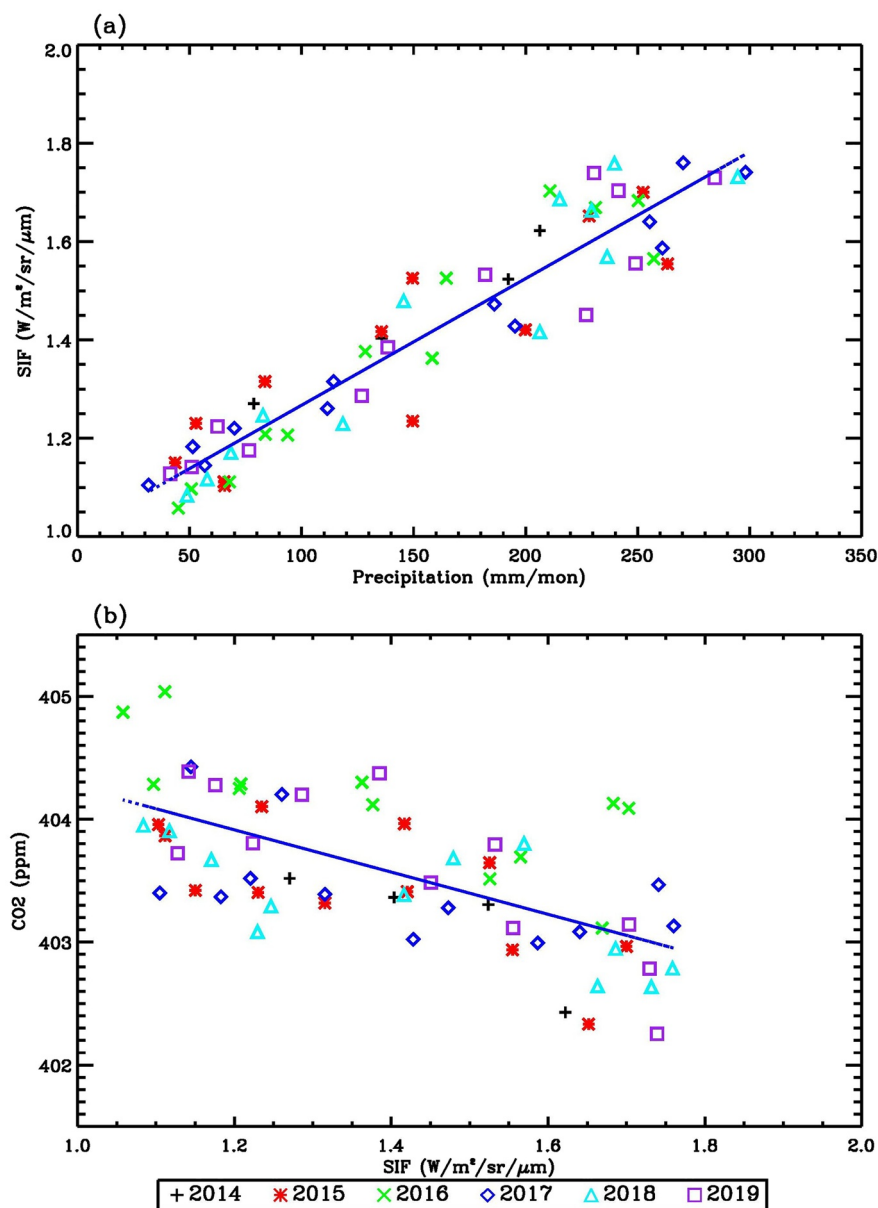 (a)
2.0
1.8
1.6
1.4
1.2
1.0
SIF (W/m²/sr/μm)
0 50 100 150 200 250 300 350
Precipitation (mm/mon)
(b)
405
404
403
402
CO2 (ppm)
1.0 1.2 1.4 1.6 1.8 2.0
SIF (W/m²/sr/μm)
2014 2015 2016 2017 2018 2019